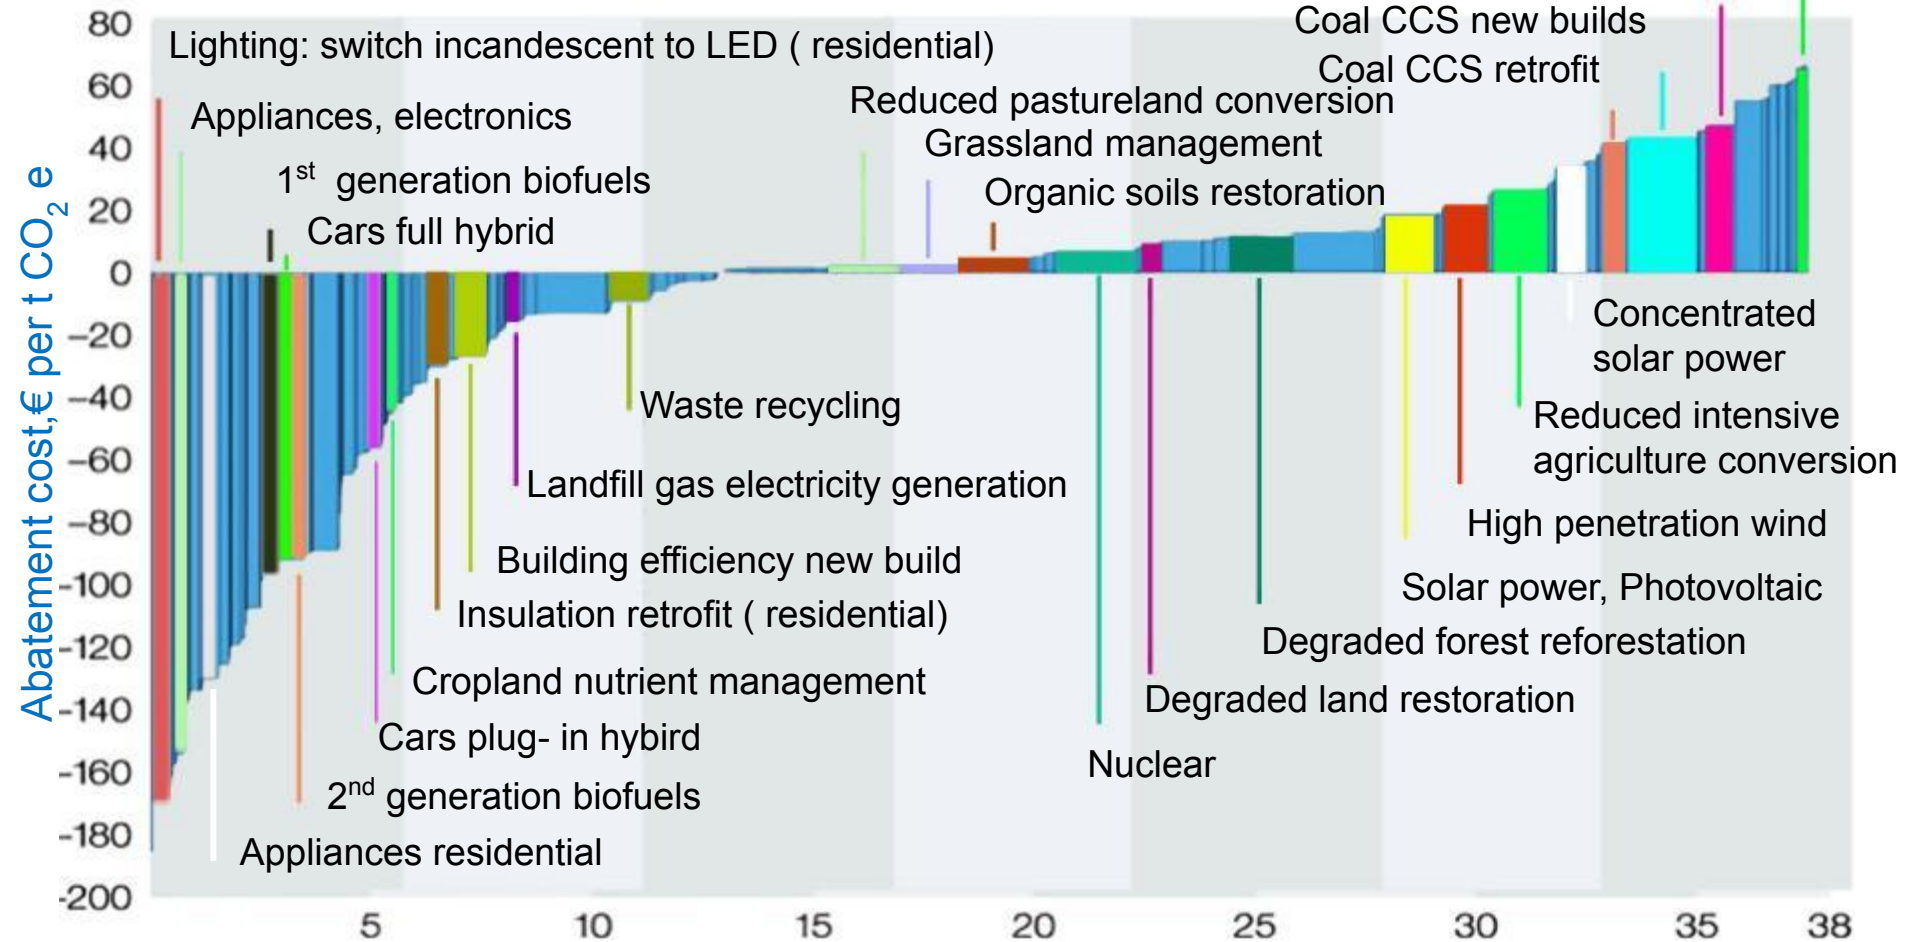 80
60
40
20
0
–20
–40
–60
–80
-100
-120
-140
-160
-180
-200
Abatement cost,€ per t CO₂ e
Lighting: switch incandescent to LED ( residential)
Appliances, electronics
1st generation biofuels
Cars full hybrid
Coal CCS new builds
Coal CCS retrofit
Reduced pastureland conversion
Grassland management
Organic soils restoration
Waste recycling
Landfill gas electricity generation
Building efficiency new build
Insulation retrofit ( residential)
Cropland nutrient management
Cars plug- in hybird
2nd generation biofuels
Appliances residential
Concentrated
solar power
Reduced intensive
agriculture conversion
High penetration wind
Solar power, Photovoltaic
Degraded forest reforestation
Degraded land restoration
Nuclear
5 10 15 20 25 30 35 38